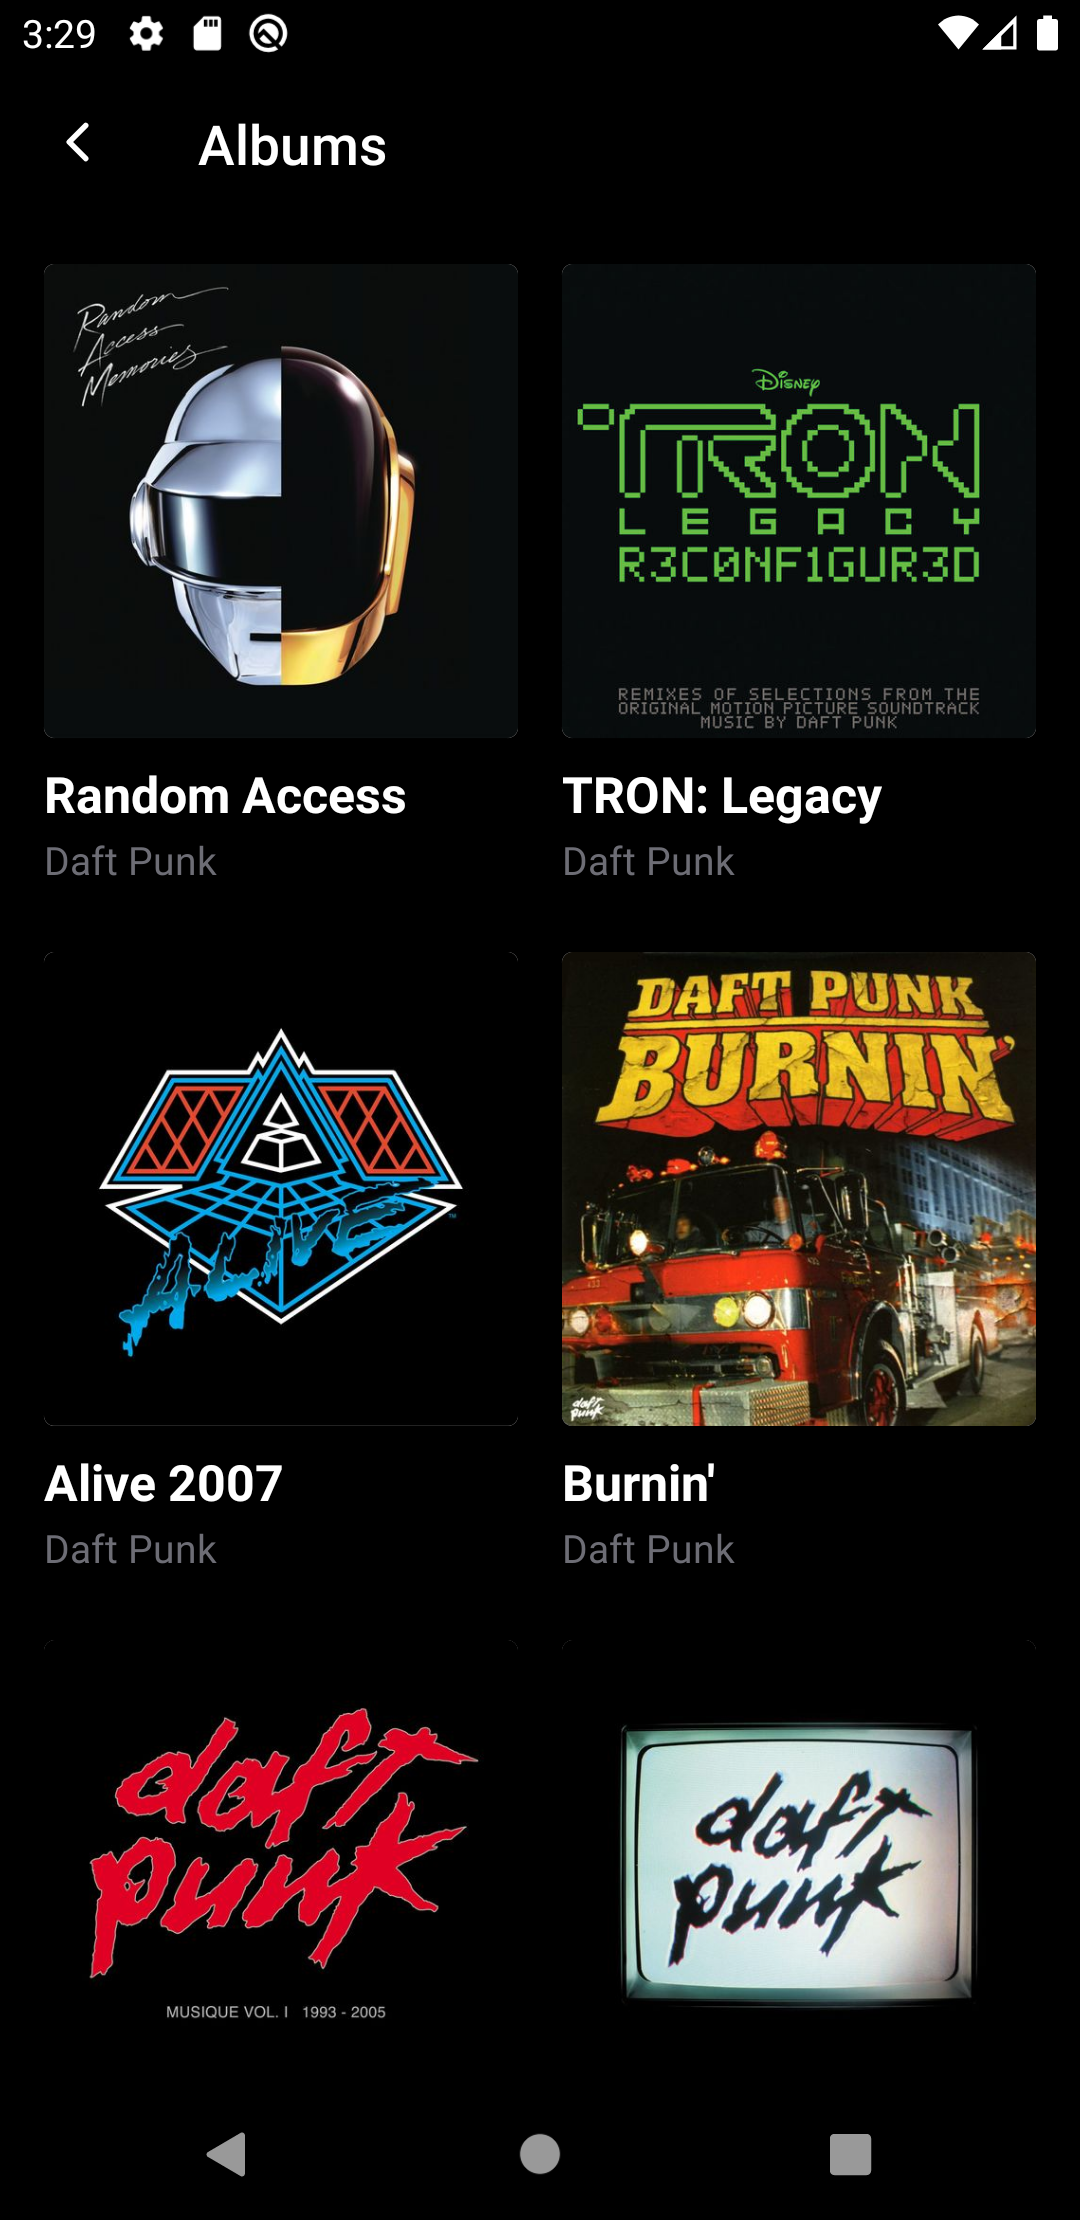 3:29
Albums
Random
Access
Memories
Disney
TRON
LEGACY
R3C0NF1GUR3D
REMIXES OF SELECTIONS FROM THE
ORIGINAL MOTION PICTURE SOUNDTRACK
MUSIC BY DAFT PUNK
Random Access
Daft Punk
TRON: Legacy
Daft Punk
ALIVE
DAFT PUNK
BURNIN'
daft
punk
Alive 2007
Daft Punk
Burnin'
Daft Punk
daft
punk
MUSIQUE VOL. I 1993 - 2005
daft
punk